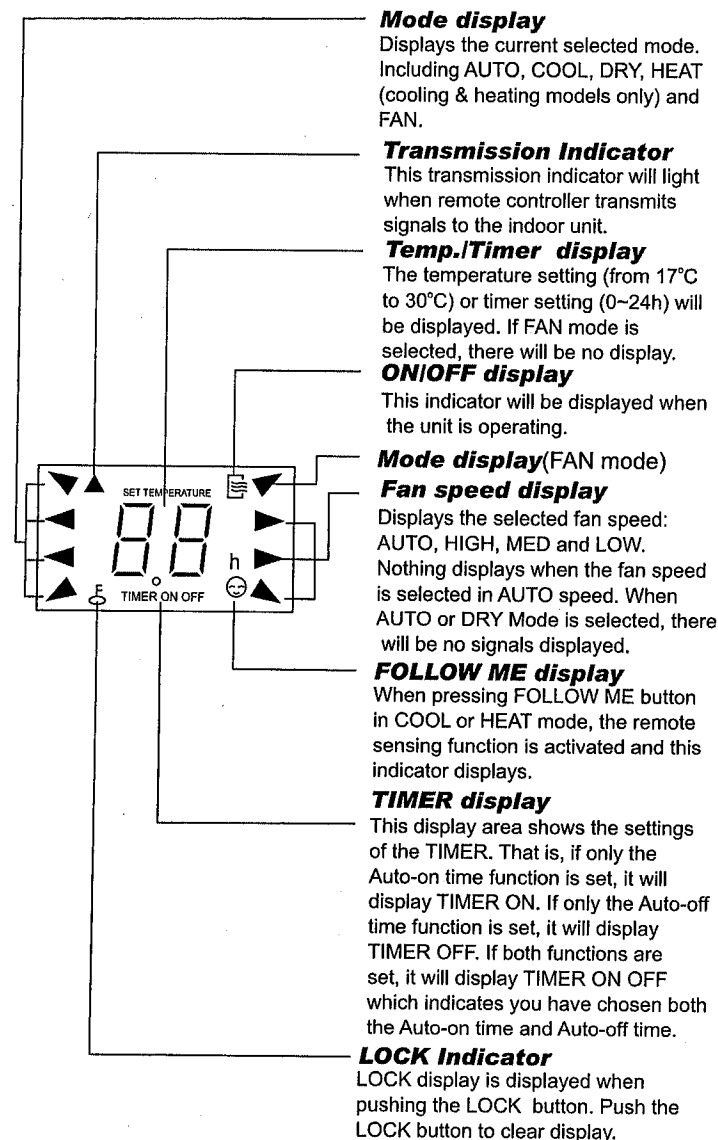 Mode display
Displays the current selected mode.
Including AUTO, COOL, DRY, HEAT
(cooling & heating models only) and
FAN.
Transmission Indicator
This transmission indicator will light
when remote controller transmits
signals to the indoor unit.
Temp./Timer display
The temperature setting (from 17°C
to 30°C) or timer setting (0~24h) will
be displayed. If FAN mode is
selected, there will be no display.
ON/OFF display
This indicator will be displayed when
the unit is operating.
Mode display(FAN mode)
Fan speed display
Displays the selected fan speed:
AUTO, HIGH, MED and LOW.
Nothing displays when the fan speed
is selected in AUTO speed. When
AUTO or DRY Mode is selected, there
will be no signals displayed.
FOLLOW ME display
When pressing FOLLOW ME button
in COOL or HEAT mode, the remote
sensing function is activated and this
indicator displays.
TIMER display
This display area shows the settings
of the TIMER. That is, if only the
Auto-on time function is set, it will
display TIMER ON. If only the Auto-off
time function is set, it will display
TIMER OFF. If both functions are
set, it will display TIMER ON OFF
which indicates you have chosen both
the Auto-on time and Auto-off time.
LOCK Indicator
LOCK display is displayed when
pushing the LOCK button. Push the
LOCK button to clear display.
SET TEMPERATURE
88
h
TIMER ON OFF